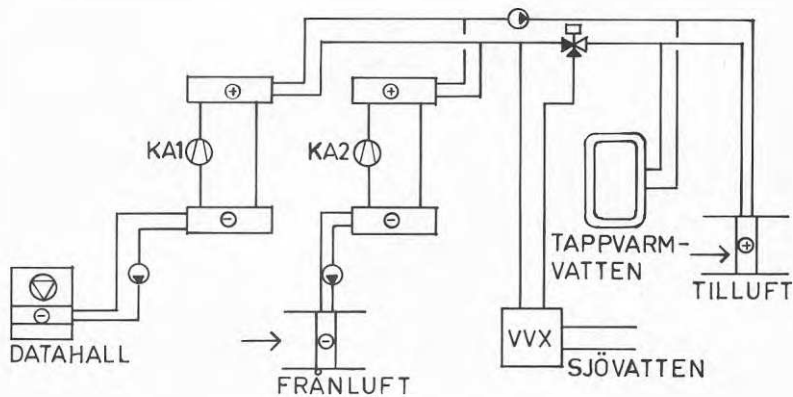 KA1
KA2
TAPPVARM-
VATTEN
TILLUFT
DATAHALL
VVX
SJÖVATTEN
FRÅNLUFT